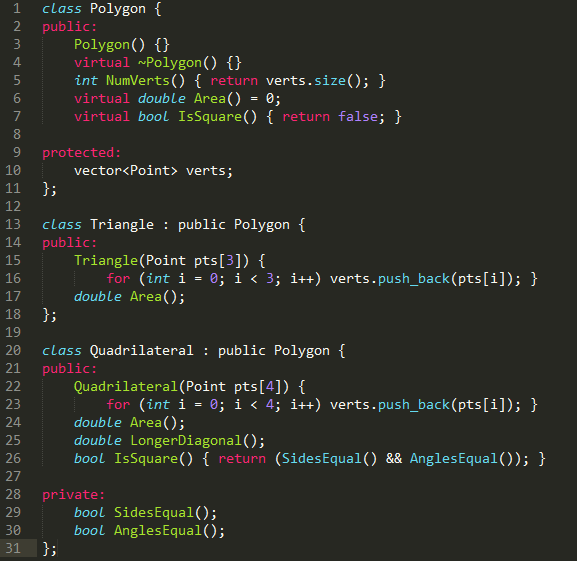 1 class Polygon {
2 public:
3     Polygon() {}
4     virtual ~Polygon() {}
5     int NumVerts() { return verts.size(); }
6     virtual double Area() = 0;
7     virtual bool IsSquare() { return false; }
8
9 protected:
10     vector<Point> verts;
11 };
12
13 class Triangle : public Polygon {
14 public:
15     Triangle(Point pts[3]) {
16         for (int i = 0; i < 3; i++) verts.push_back(pts[i]); }
17     double Area();
18 };
19
20 class Quadrilateral : public Polygon {
21 public:
22     Quadrilateral(Point pts[4]) {
23         for (int i = 0; i < 4; i++) verts.push_back(pts[i]); }
24     double Area();
25     double LongerDiagonal();
26     bool IsSquare() { return (SidesEqual() && AnglesEqual()); }
27
28 private:
29     bool SidesEqual();
30     bool AnglesEqual();
31 };